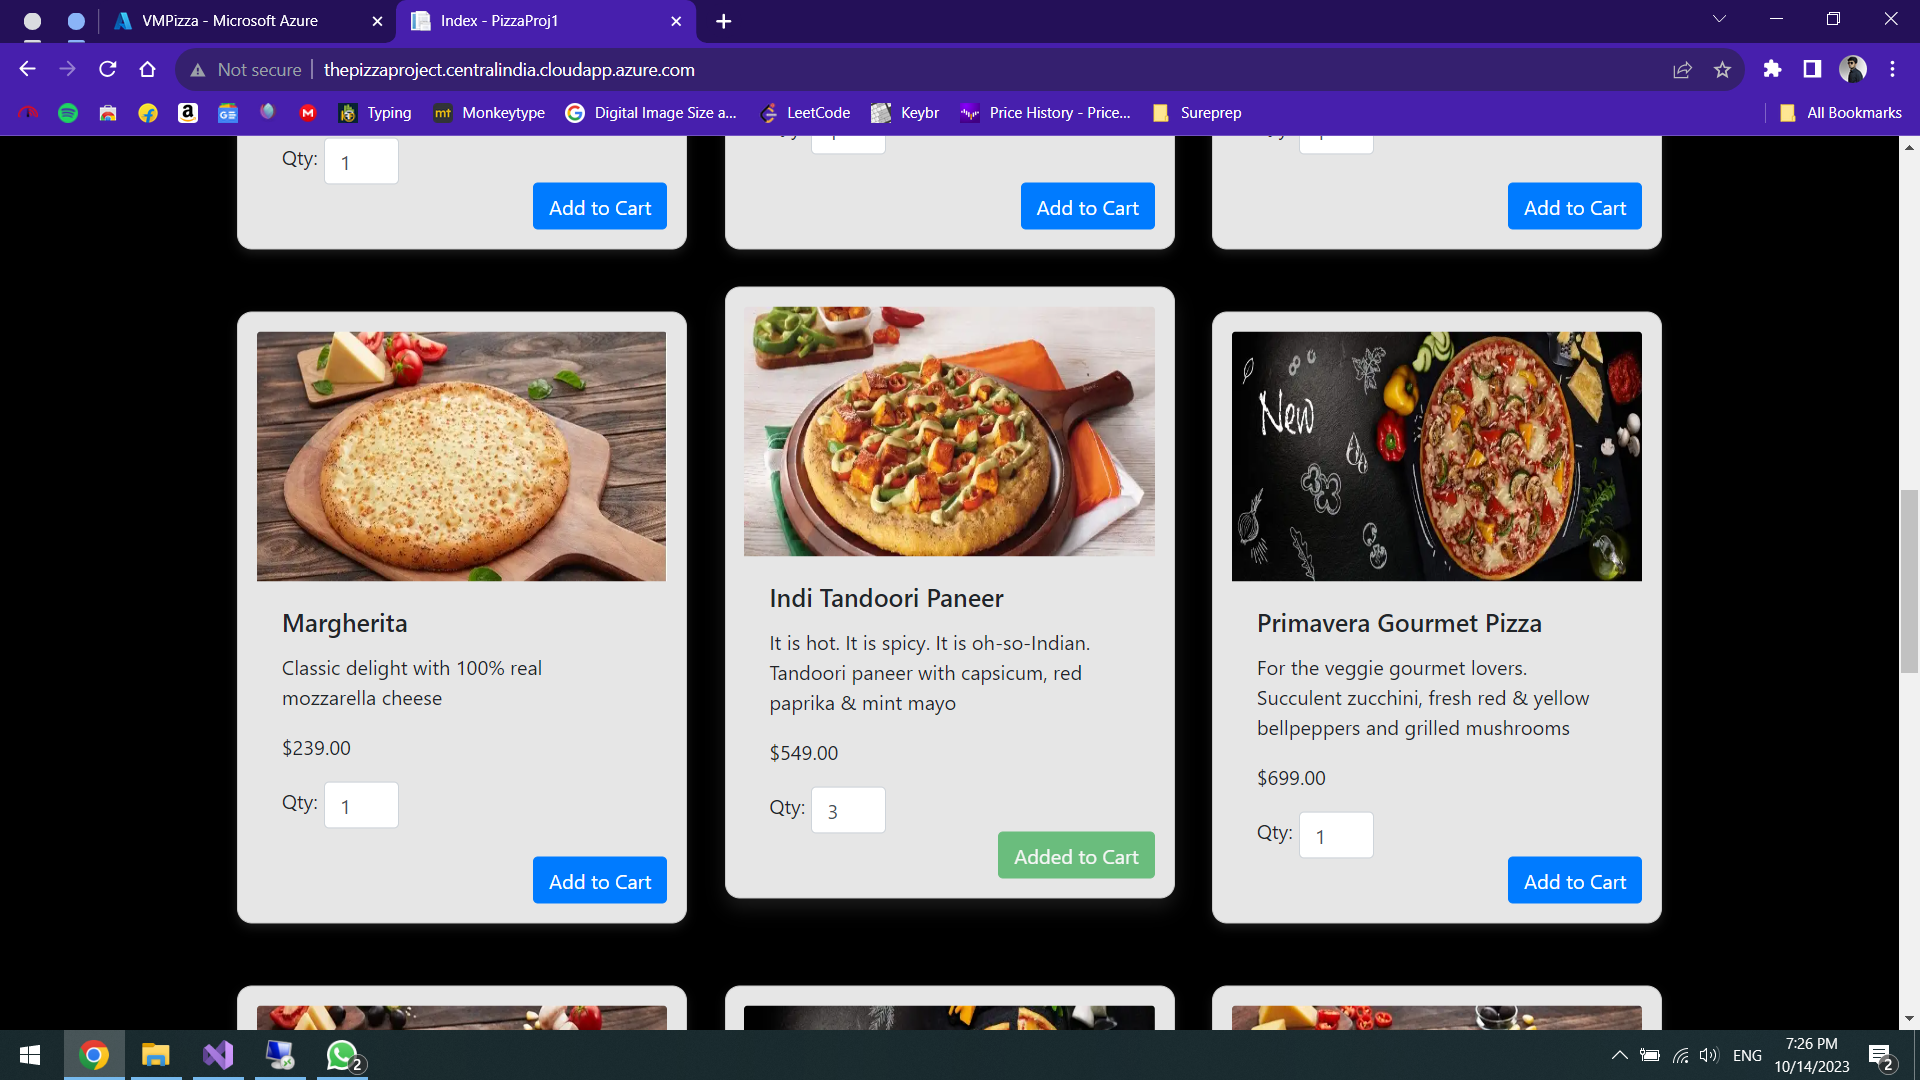 VMPizza - Microsoft Azure
Index - PizzaProj1
Not secure
thepizzaproject.centralindia.cloudapp.azure.com
Typing
mt
Monkeytype
Digital Image Size a...
LeetCode
Keybr
Price History - Price...
Sureprep
All Bookmarks
Qty: 1
Add to Cart
Add to Cart
Add to Cart
New
Margherita
Classic delight with 100% real
mozzarella cheese
$239.00
Qty: 1
Add to Cart
Indi Tandoori Paneer
It is hot. It is spicy. It is oh-so-Indian.
Tandoori paneer with capsicum, red
paprika & mint mayo
$549.00
Qty: 3
Added to Cart
Primavera Gourmet Pizza
For the veggie gourmet lovers.
Succulent zucchini, fresh red & yellow
bellpeppers and grilled mushrooms
$699.00
Qty: 1
Add to Cart
2
ENG
7:26 PM
10/14/2023
2